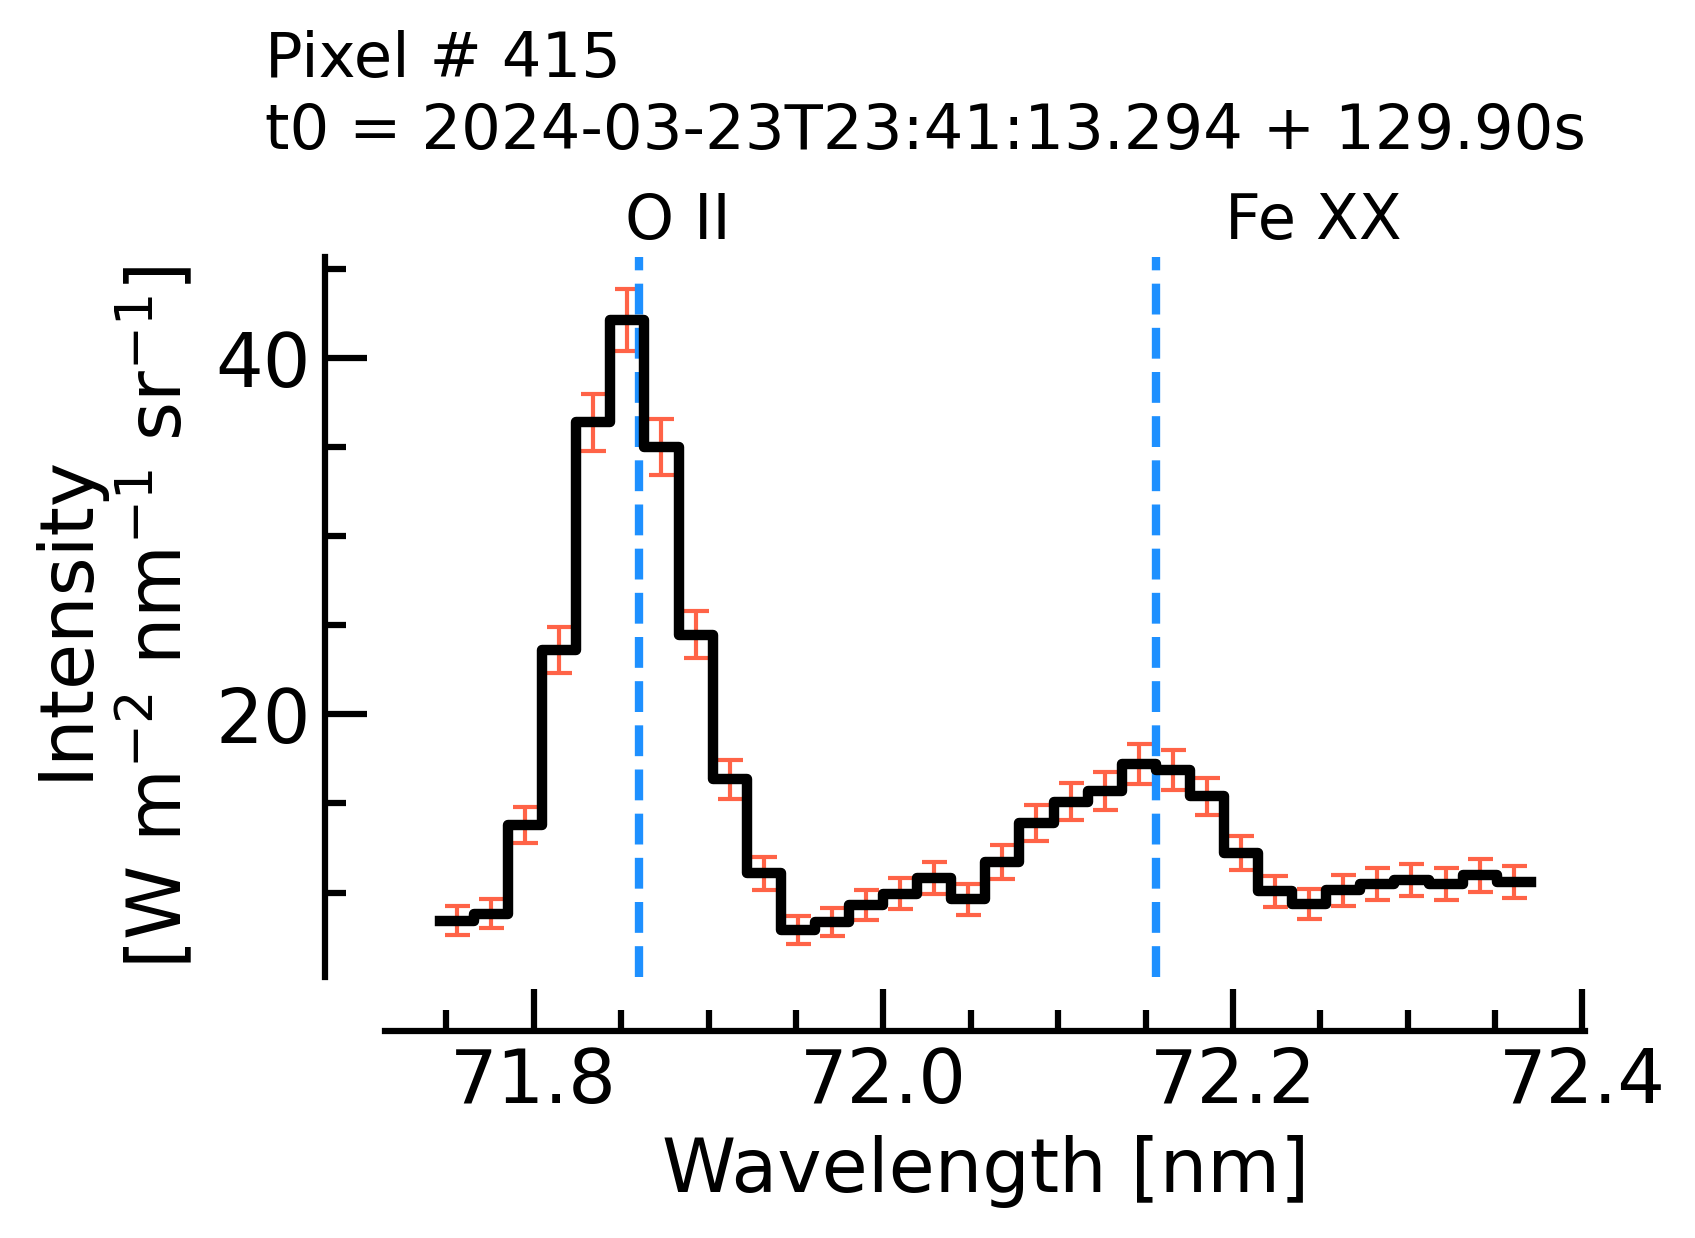 Pixel # 415
t0 = 2024-03-23T23:41:13.294 + 129.90s
O II
Fe XX
Intensity
[W m⁻² nm⁻¹ sr⁻¹]
40
20
71.8
72.0
72.2
72.4
Wavelength [nm]